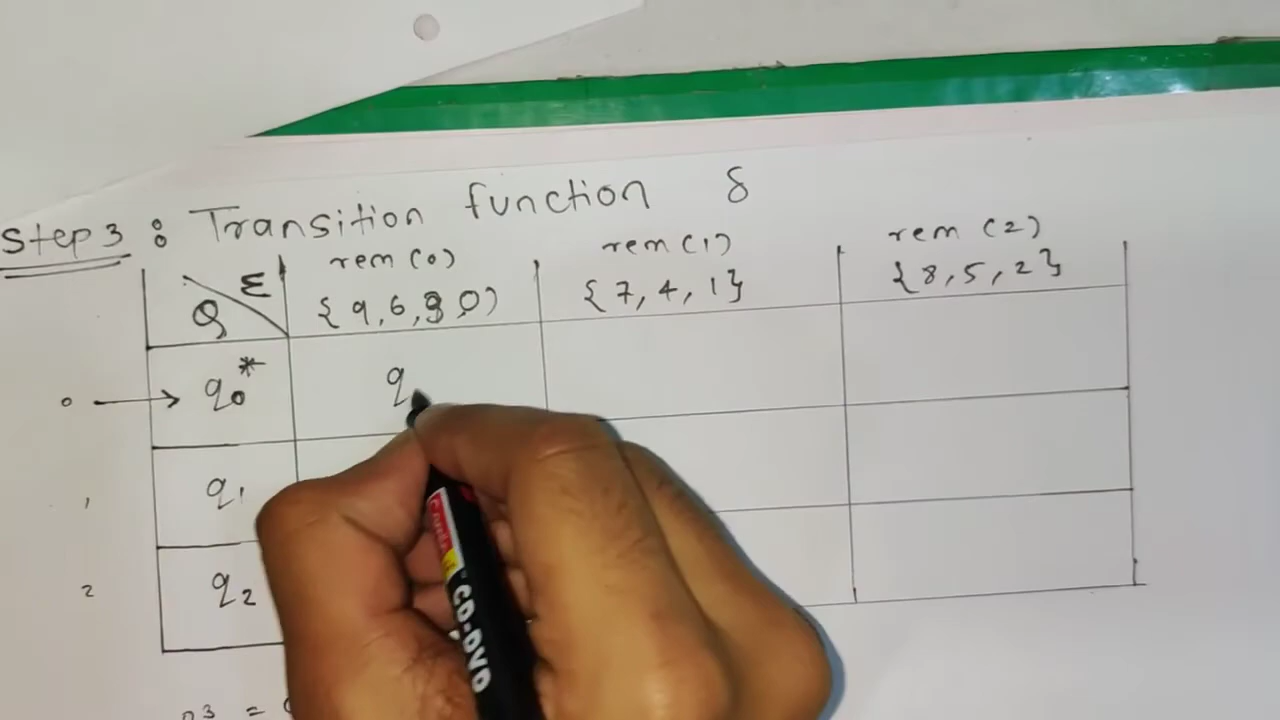 Step 3 : Transition function δ
rem (0) rem (1) rem (2)
Q Σ {9, 6, 3, 0} {7, 4, 1} {8, 5, 2}
0 → q0* q
1 q1
2 q2
=
CD-DVD